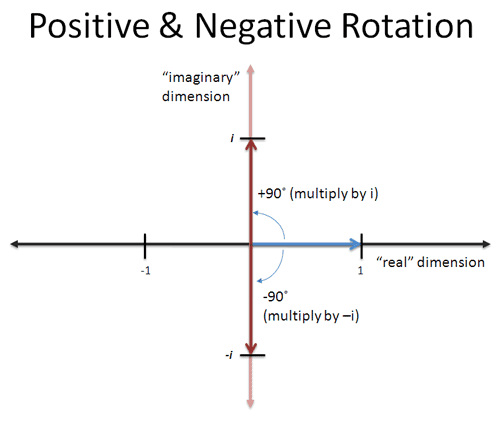 Positive & Negative Rotation
“imaginary”
dimension
i
+90˚ (multiply by i)
“real” dimension
-1
1
-90˚
(multiply by –i)
-i